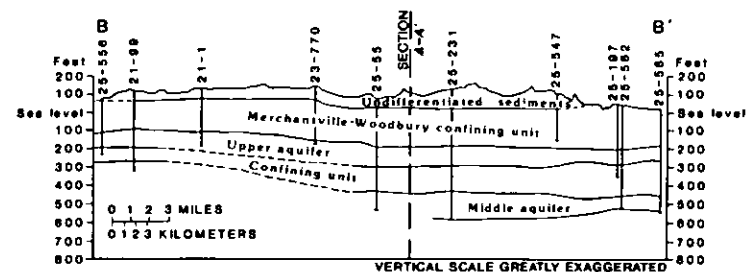 B
B'
SECTION
A-A'
Feet
Feet
25-556
21-99
21-1
23-770
25-55
25-231
25-547
25-197
25-562
25-565
200
100
Sea level
100
200
300
400
500
600
700
800
200
100
Sea level
100
200
300
400
500
600
700
800
Undifferentiated sediments
Merchantville-Woodbury confining unit
Upper aquifer
Confining unit
Middle aquifer
0 1 2 3 MILES
0 1 2 3 KILOMETERS
VERTICAL SCALE GREATLY EXAGGERATED